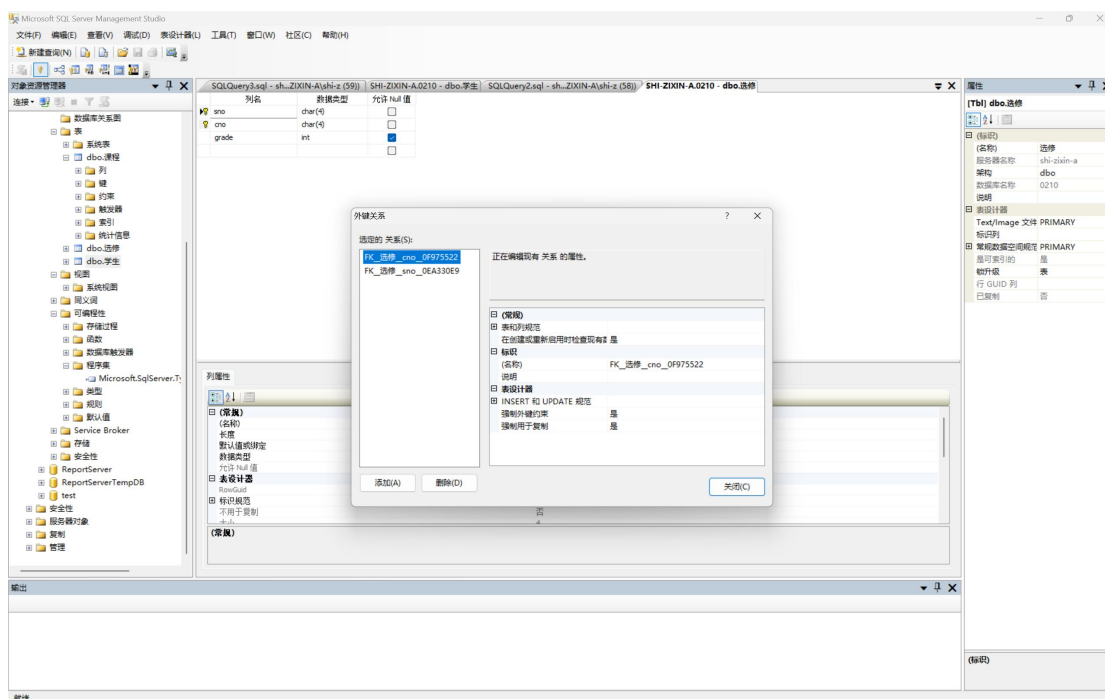 Microsoft SQL Server Management Studio
文件(F) 编辑(E) 查看(V) 调试(D) 表设计器(L) 工具(T) 窗口(W) 社区(C) 帮助(H)
新建查询(N)
对象资源管理器
连接
数据库关系图
表
系统表
dbo.课程
列
键
约束
触发器
索引
统计信息
dbo.选修
dbo.学生
视图
系统视图
同义词
可编程性
存储过程
函数
数据库触发器
程序集
Microsoft.SqlServer.Ty
类型
规则
默认值
Service Broker
存储
安全性
ReportServer
ReportServerTempDB
test
安全性
服务器对象
复制
管理
SQLQuery3.sql - sh...ZIXIN-A\shi-z (59)) SHI-ZIXIN-A.0210 - dbo.学生 SQLQuery2.sql - sh...ZIXIN-A\shi-z (58)) SHI-ZIXIN-A.0210 - dbo.选修
列名 数据类型 允许 Null 值
sno char(4)
cno char(4)
grade int
外键关系
? X
选定的 关系(S):
FK__选修__cno__0F975522
FK__选修__sno__0EA330E9
正在编辑现有 关系 的属性。
(常规)
表和列规范
在创建或重新启用时检查现有 是
标识
(名称) FK__选修__cno__0F975522
说明
表设计器
INSERT 和 UPDATE 规范
强制外键约束 是
强制用于复制 是
添加(A) 删除(D) 关闭(C)
列属性
(常规)
(名称)
长度
默认值或绑定
数据类型
允许 Null 值
表设计器
RowGuid
标识规范
不用于复制 否
大小 4
(常规)
属性
[Tbl] dbo.选修
(标识)
(名称) 选修
服务器名称 shi-zixin-a
架构 dbo
数据库名称 0210
说明
表设计器
Text/Image 文件 PRIMARY
标识列
常规数据空间规范 PRIMARY
是可索引的 是
锁升级 表
行 GUID 列
已复制 否
(标识)
输出
就绪